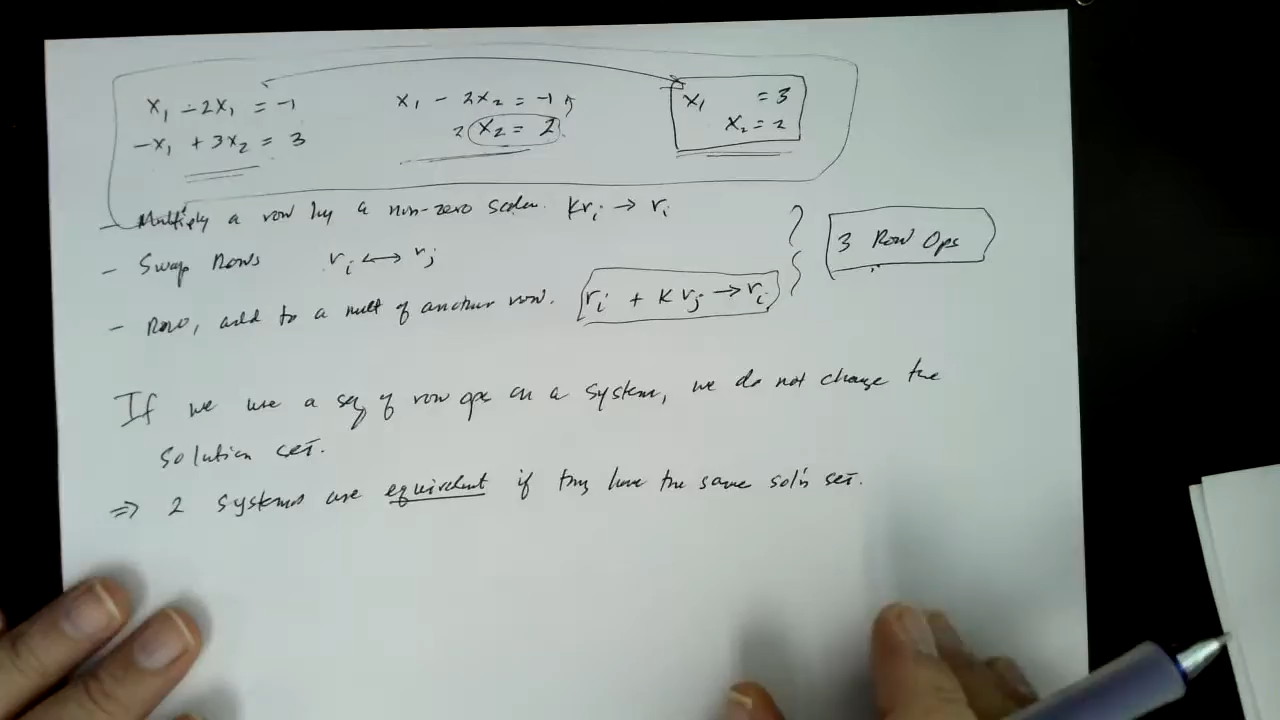 x₁ - 2x₁ = -1 x₁ - 2x₂ = -1 x₁ = 3
-x₁ + 3x₂ = 3 2 x₂ = 2 x₂ = 2
- Multiply a row by a non-zero scalar. krᵢ → rᵢ
- Swap Rows rᵢ ↔ rⱼ
3 Row Ops
- Row, add to a mult of another row. rᵢ + k rⱼ → rᵢ
If we use a seq of row ops on a system, we do not change the
solution set.
⇒ 2 systems are equivalent if they have the same sol'n set.